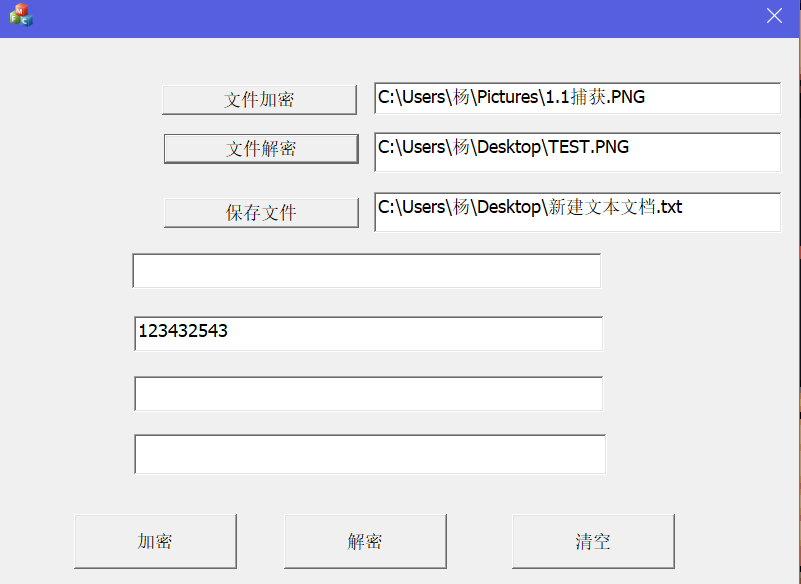 文件加密 C:\Users\杨\Pictures\1.1捕获.PNG
文件解密 C:\Users\杨\Desktop\TEST.PNG
保存文件 C:\Users\杨\Desktop\新建文本文档.txt
123432543
加密 解密 清空